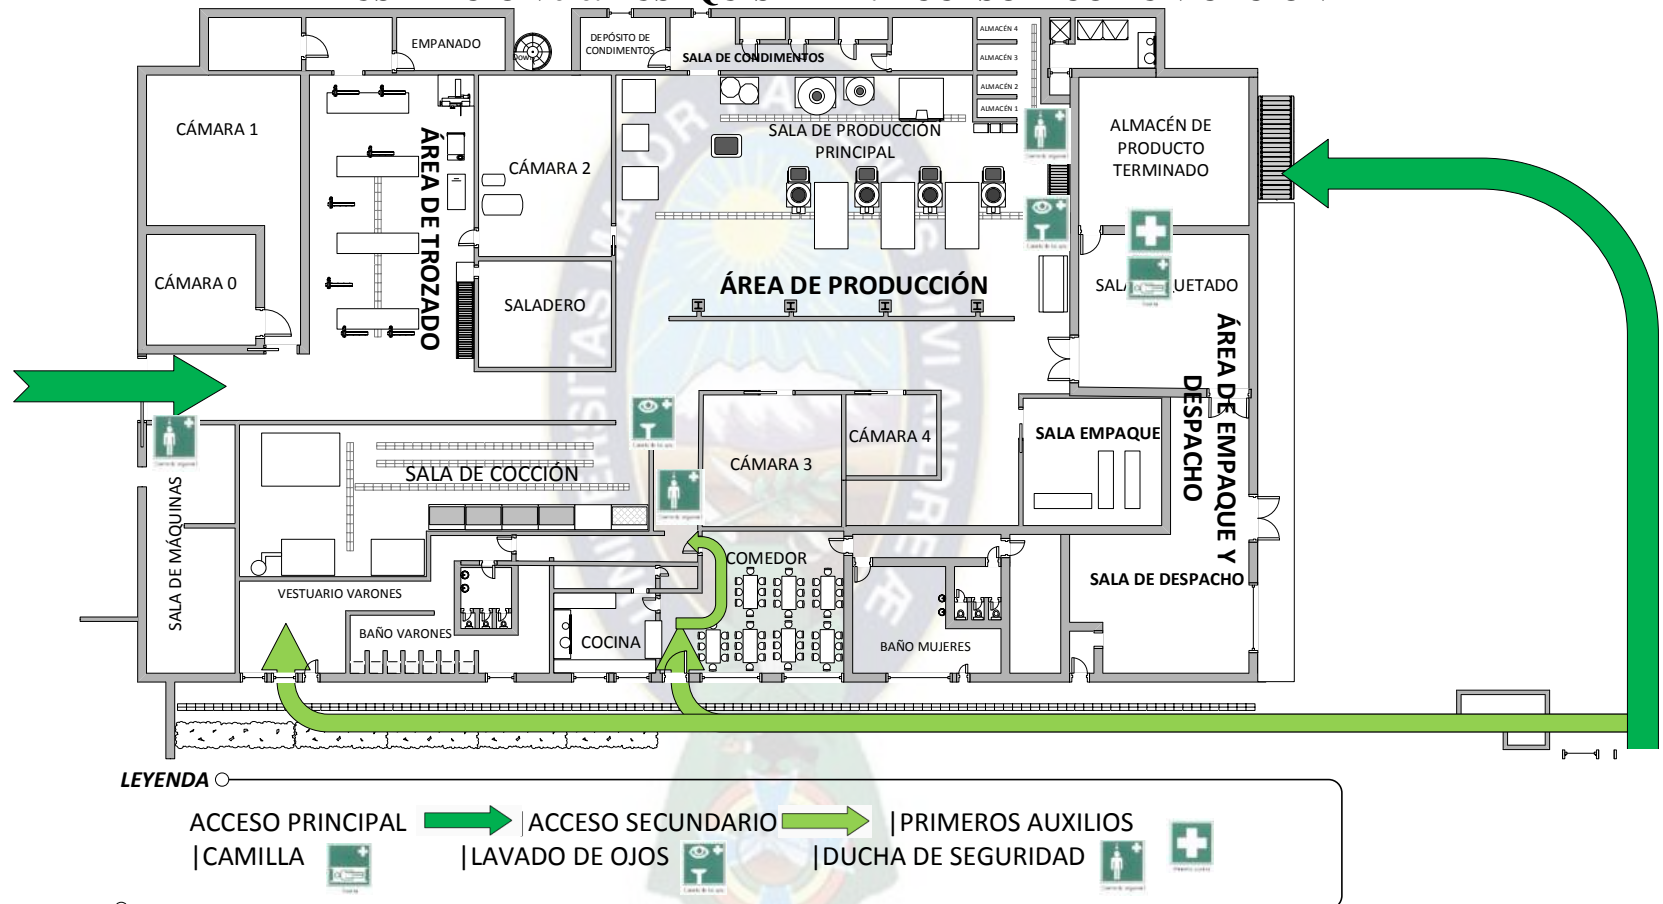 EMPANADO
Down
DEPÓSITO DE
CONDIMENTOS
SALA DE CONDIMENTOS
ALMACÉN 4
ALMACÉN 3
ALMACÉN 2
ALMACÉN 1
CÁMARA 1
ÁREA DE TROZADO
CÁMARA 2
SALA DE PRODUCCIÓN
PRINCIPAL
ALMACÉN DE
PRODUCTO
TERMINADO
CÁMARA 0
SALADERO
ÁREA DE PRODUCCIÓN
SALA UETADO
ÁREA DE EMPAQUE Y
DESPACHO
SALA EMPAQUE
CÁMARA 4
CÁMARA 3
SALA DE COCCIÓN
SALA DE MÁQUINAS
COMEDOR
SALA DE DESPACHO
VESTUARIO VARONES
BAÑO VARONES
COCINA
BAÑO MUJERES
LEYENDA
ACCESO PRINCIPAL |ACCESO SECUNDARIO |PRIMEROS AUXILIOS
|CAMILLA |LAVADO DE OJOS |DUCHA DE SEGURIDAD